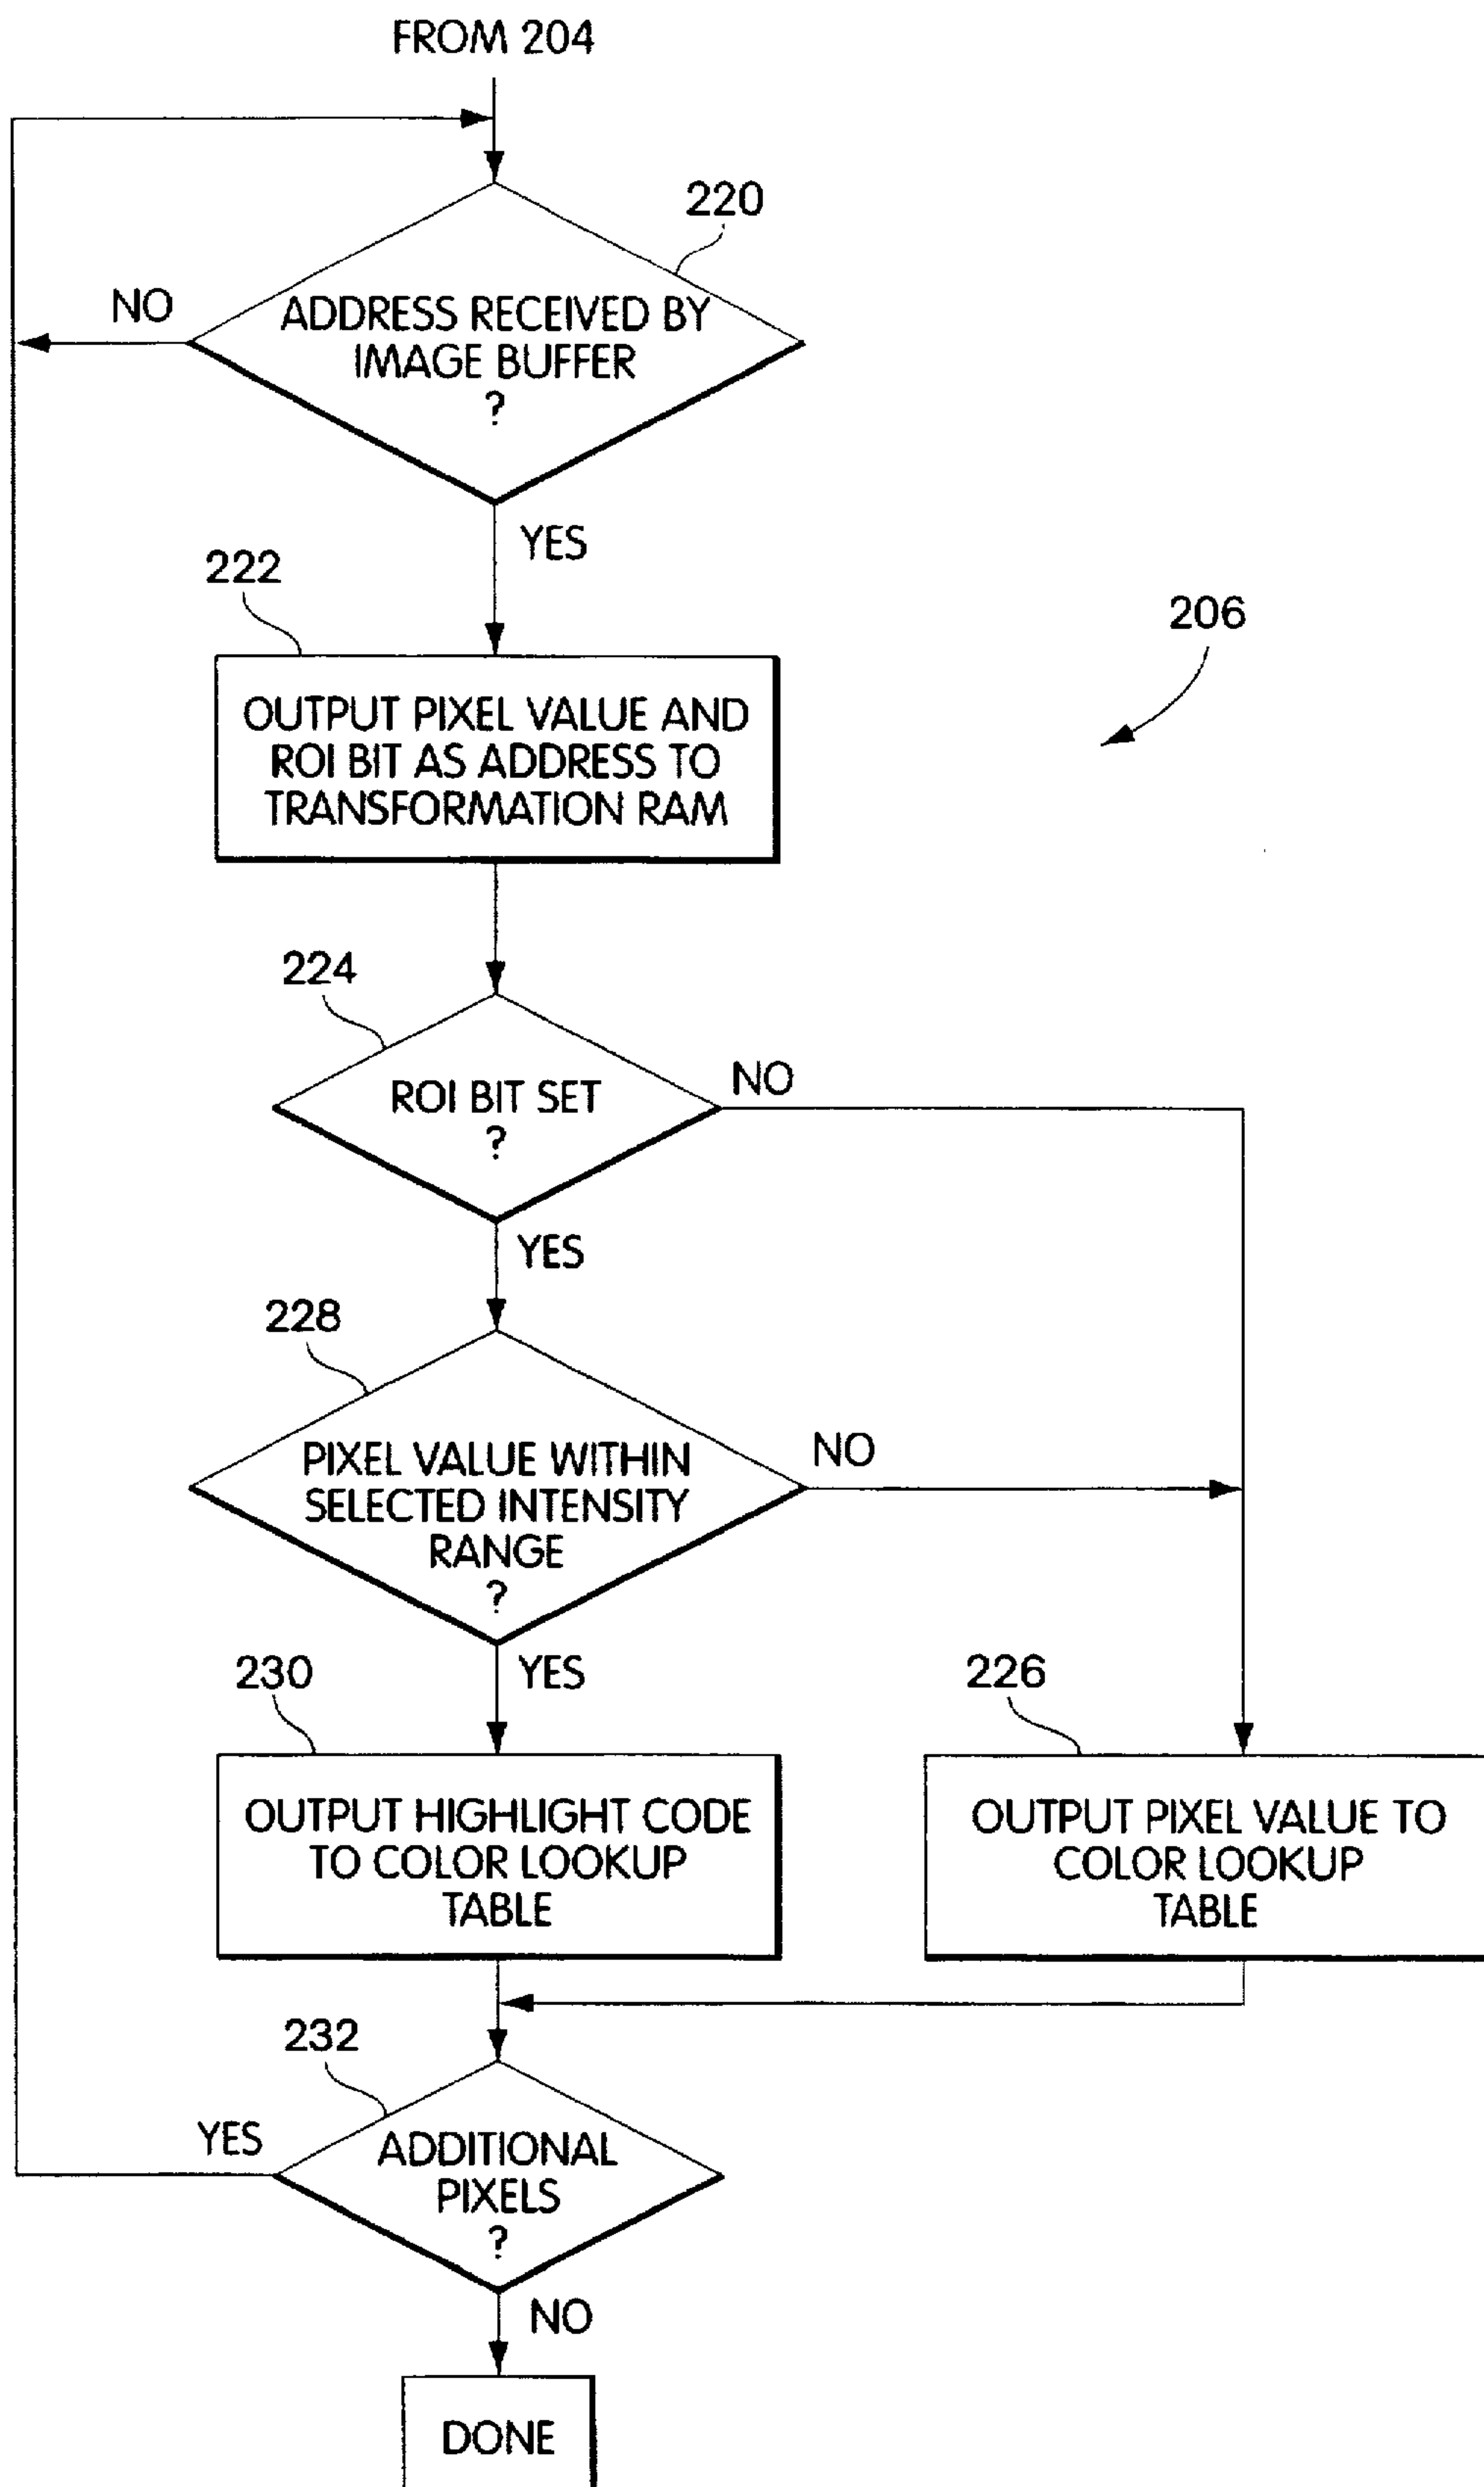 FROM 204
220
NO
ADDRESS RECEIVED BY
IMAGE BUFFER
?
YES
222
206
OUTPUT PIXEL VALUE AND
ROI BIT AS ADDRESS TO
TRANSFORMATION RAM
224
NO
ROI BIT SET
?
YES
228
NO
PIXEL VALUE WITHIN
SELECTED INTENSITY
RANGE
?
YES
230
226
OUTPUT HIGHLIGHT CODE
TO COLOR LOOKUP
TABLE
OUTPUT PIXEL VALUE TO
COLOR LOOKUP
TABLE
232
YES
ADDITIONAL
PIXELS
?
NO
DONE